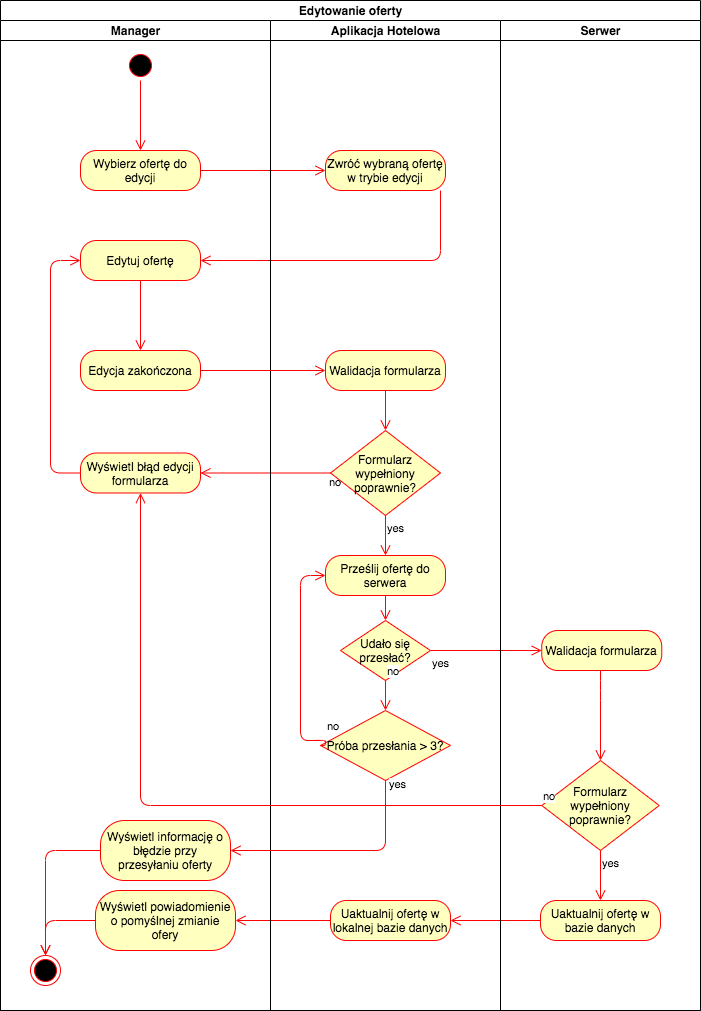 Edytowanie oferty
Manager
Aplikacja Hotelowa
Serwer
Wybierz ofertę do
edycji
Zwróć wybraną ofertę
w trybie edycji
Edytuj ofertę
Edycja zakończona
Walidacja formularza
Wyświetl błąd edycji
formularza
Formularz
wypełniony
poprawnie?
no
yes
Prześlij ofertę do
serwera
Udało się
przesłać?
yes
no
Walidacja formularza
no
Próba przesłania > 3?
yes
no
Formularz
wypełniony
poprawnie?
yes
Wyświetl informację o
błędzie przy
przesyłaniu oferty
Wyświetl powiadomienie
o pomyślnej zmianie
ofery
Uaktualnij ofertę w
lokalnej bazie danych
Uaktualnij ofertę w
bazie danych